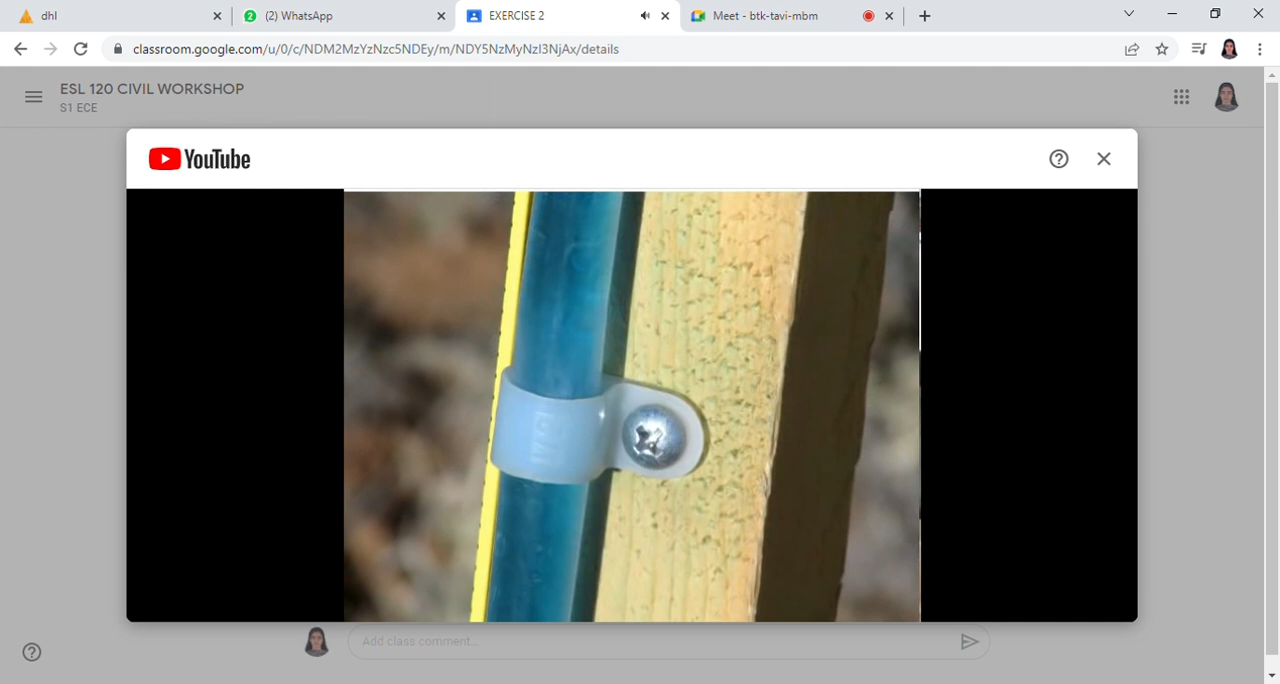 dhl
(2) WhatsApp
EXERCISE 2
Meet - btk-tavi-mbm
classroom.google.com/u/0/c/NDM2MzYzNzc5NDEy/m/NDY5NzMyNzI3NjAx/details
ESL 120 CIVIL WORKSHOP
S1 ECE
YouTube
Add class comment...